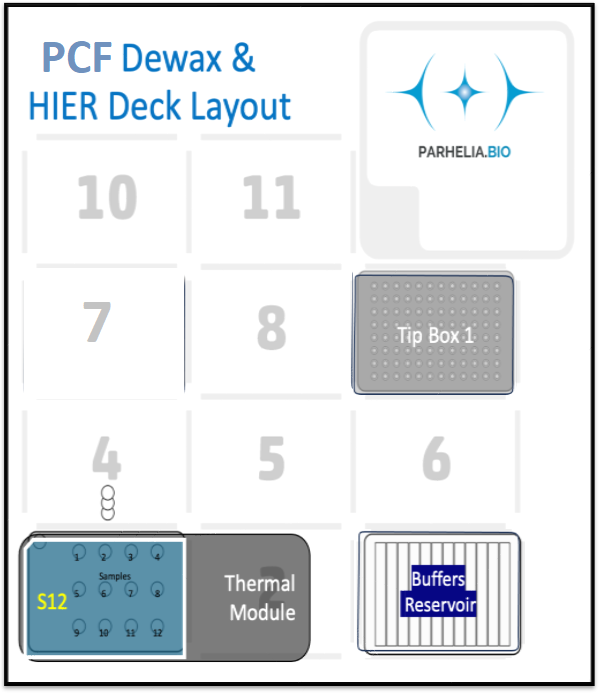 PCF Dewax &
HIER Deck Layout
PARHELIA.BIO
10
11
7
8
Tip Box 1
4
5
6
1 2 3 4
Samples
5 6 7 8
S12
9 10 11 12
2
Thermal
Module
Buffers
Reservoir